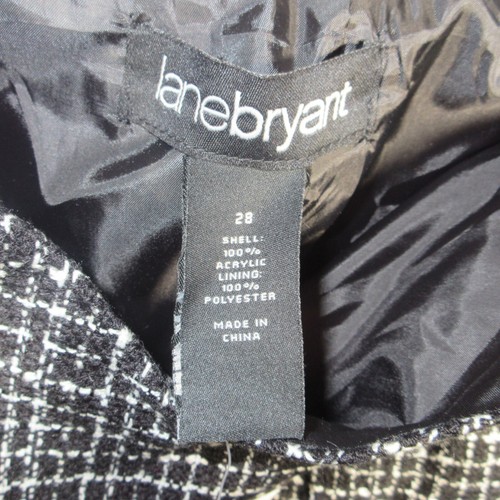 lanebryant
28
SHELL:
100%
ACRYLIC
LINING:
100%
POLYESTER
MADE IN
CHINA